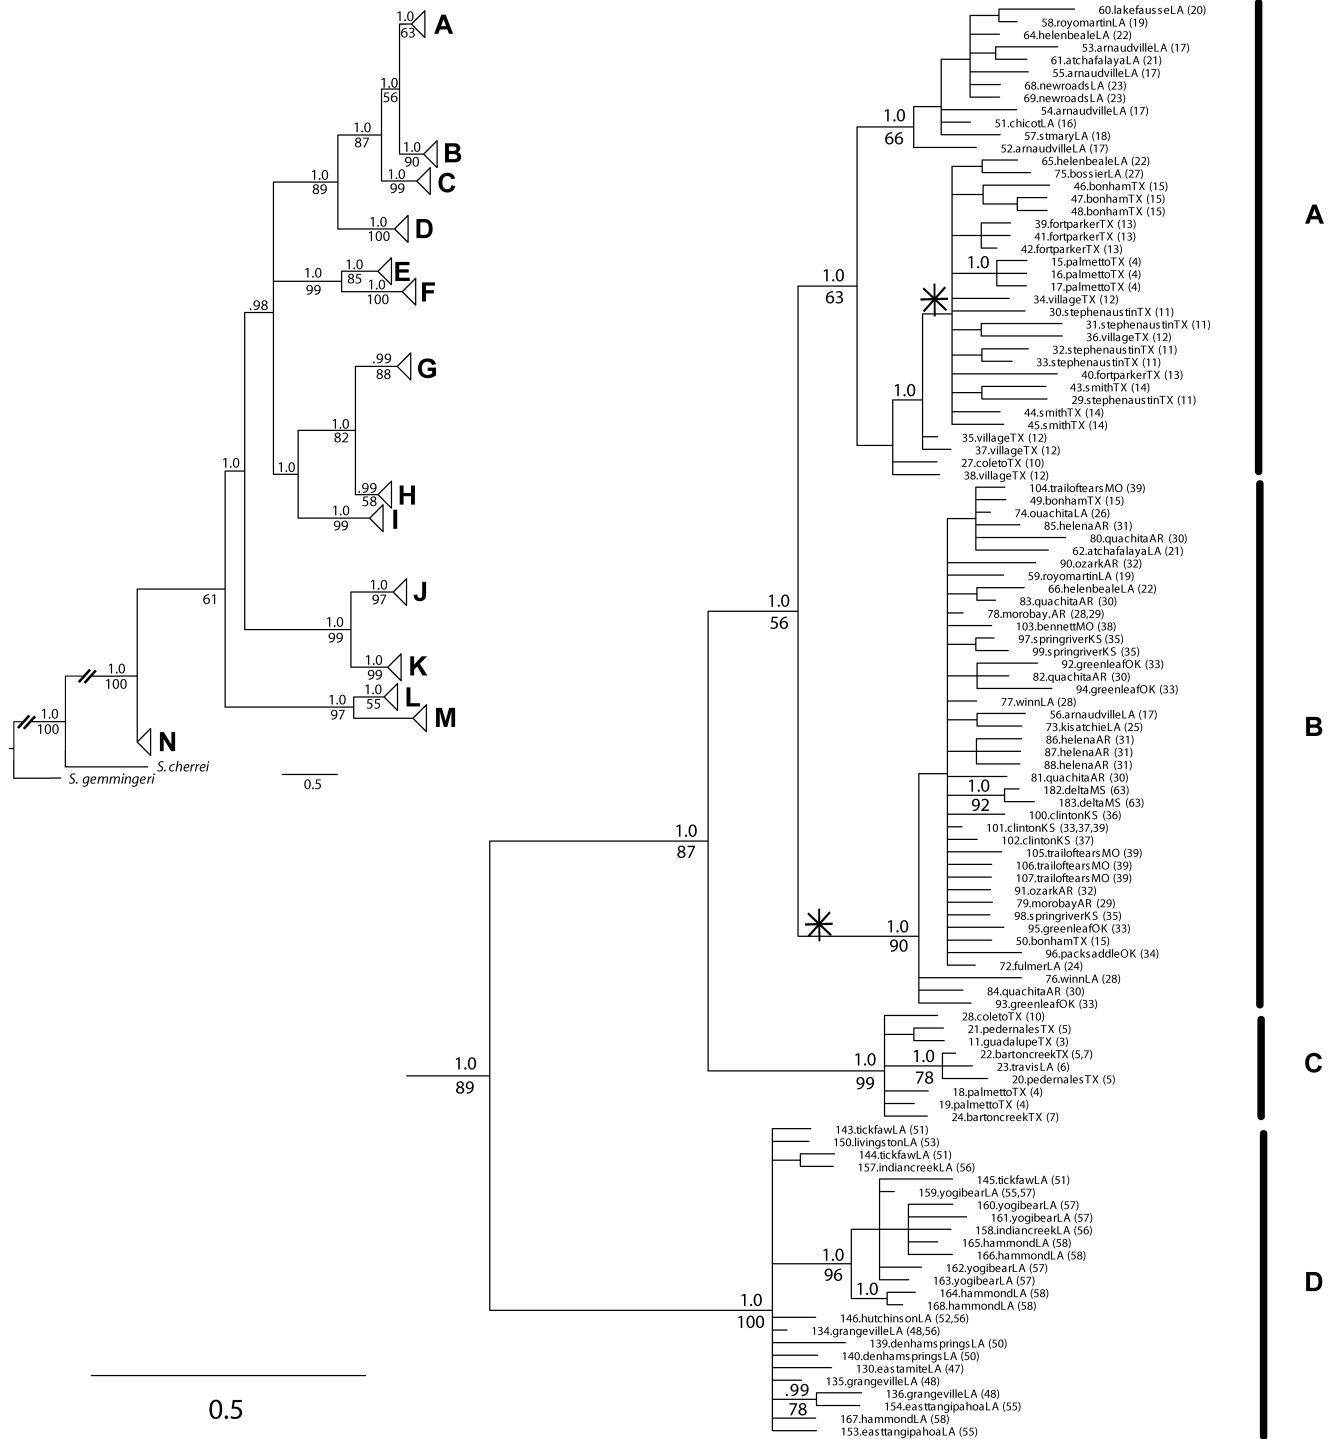 1.0
63
A
1.0
56
1.0
87
1.0
90
B
1.0
99
C
1.0
89
1.0
100
D
1.0
99
1.0
85
E
1.0
100
F
.98
.99
88
G
1.0
82
.99
58
H
1.0
1.0
99
I
1.0
61
1.0
97
J
1.0
99
1.0
99
K
1.0
55
L
1.0
97
M
1.0
100
1.0
100
N
S.cherrei
S. gemmingeri
0.5
60.lakefausseLA (20)
58.royomartinLA (19)
64.helenbealeLA (22)
53.arnaudvilleLA (17)
61.atchafalayaLA (21)
55.arnaudvilleLA (17)
68.newroadsLA (23)
69.newroadsLA (23)
54.arnaudvilleLA (17)
51.chicotLA (16)
57.stmaryLA (18)
52.arnaudvilleLA (17)
65.helenbealeLA (22)
75.bossierLA (27)
46.bonhamTX (15)
47.bonhamTX (15)
48.bonhamTX (15)
39.fortparkerTX (13)
41.fortparkerTX (13)
42.fortparkerTX (13)
15.palmettoTX (4)
16.palmettoTX (4)
17.palmettoTX (4)
34.villageTX (12)
30.stephenaustinTX (11)
31.stephenaustinTX (11)
36.villageTX (12)
32.stephenaustinTX (11)
33.stephenaustinTX (11)
40.fortparkerTX (13)
43.smithTX (14)
29.stephenaustinTX (11)
44.smithTX (14)
45.smithTX (14)
35.villageTX (12)
37.villageTX (12)
27.coletoTX (10)
38.villageTX (12)
1.0
66
1.0
1.0
63
1.0
A
104.trailoftearsMO (39)
49.bonhamTX (15)
74.ouachitaLA (26)
85.helenaAR (31)
80.quachitaAR (30)
62.atchafalayaLA (21)
90.ozarkAR (32)
59.royomartinLA (19)
66.helenbealeLA (22)
83.quachitaAR (30)
78.morobay.AR (28,29)
103.bennettMO (38)
97.springriverKS (35)
99.springriverKS (35)
92.greenleafOK (33)
82.quachitaAR (30)
94.greenleafOK (33)
77.winnLA (28)
56.arnaudvilleLA (17)
73.kisatchieLA (25)
86.helenaAR (31)
87.helenaAR (31)
88.helenaAR (31)
81.quachitaAR (30)
182.deltaMS (63)
183.deltaMS (63)
100.clintonKS (36)
101.clintonKS (33,37,39)
102.clintonKS (37)
105.trailoftearsMO (39)
106.trailoftearsMO (39)
107.trailoftearsMO (39)
91.ozarkAR (32)
79.morobayAR (29)
98.springriverKS (35)
95.greenleafOK (33)
50.bonhamTX (15)
96.packsaddleOK (34)
72.fulmerLA (24)
76.winnLA (28)
84.quachitaAR (30)
93.greenleafOK (33)
1.0
56
1.0
92
1.0
90
B
28.coletoTX (10)
21.pedernalesTX (5)
11.guadalupeTX (3)
22.bartoncreekTX (5,7)
23.travisLA (6)
20.pedernalesTX (5)
18.palmettoTX (4)
19.palmettoTX (4)
24.bartoncreekTX (7)
1.0
87
1.0
99
1.0
78
C
1.0
89
143.tickfawLA (51)
150.livingstonLA (53)
144.tickfawLA (51)
157.indiancreekLA (56)
145.tickfawLA (51)
159.yogibearLA (55,57)
160.yogibearLA (57)
161.yogibearLA (57)
158.indiancreekLA (56)
165.hammondLA (58)
166.hammondLA (58)
162.yogibearLA (57)
163.yogibearLA (57)
164.hammondLA (58)
168.hammondLA (58)
146.hutchinsonLA (52,56)
134.grangevilleLA (48,56)
139.denhamspringsLA (50)
140.denhamspringsLA (50)
130.eastamiteLA (47)
135.grangevilleLA (48)
136.grangevilleLA (48)
154.easttangipahoaLA (55)
167.hammondLA (58)
153.easttangipahoaLA (55)
1.0
96
1.0
1.0
100
.99
78
D
0.5